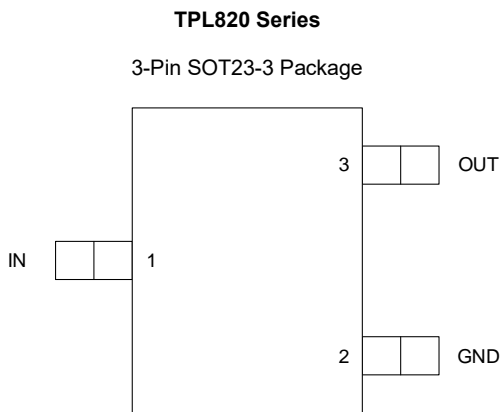 TPL820 Series
3-Pin SOT23-3 Package
3 OUT
IN 1
2 GND